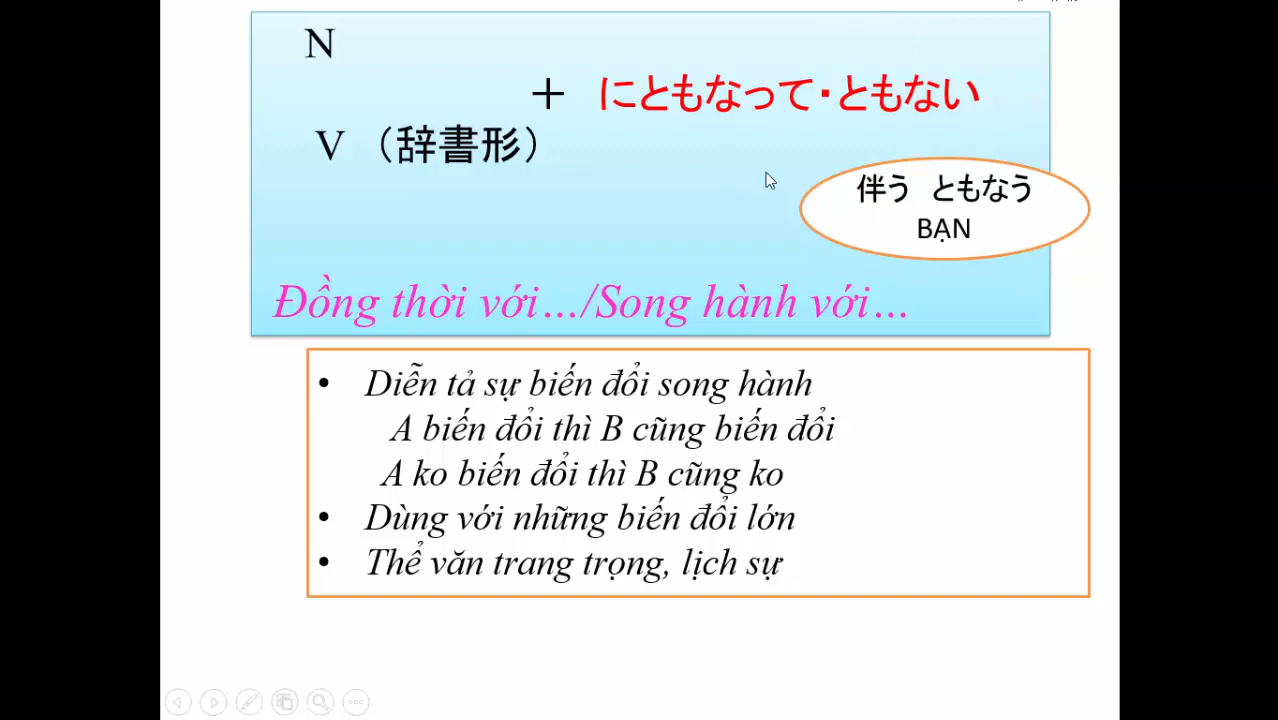 N
＋ にともなって・ともない
V （辞書形）
伴う ともなう
BẠN
Đồng thời với…/Song hành với…
• Diễn tả sự biến đổi song hành
A biến đổi thì B cũng biến đổi
A ko biến đổi thì B cũng ko
• Dùng với những biến đổi lớn
• Thể văn trang trọng, lịch sự